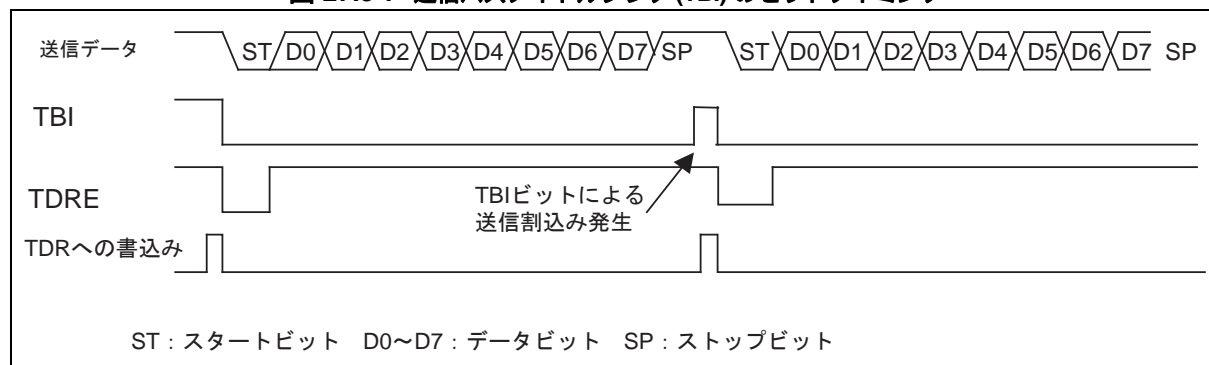 送信データ ST D0 D1 D2 D3 D4 D5 D6 D7 SP ST D0 D1 D2 D3 D4 D5 D6 D7 SP
TBI
TDRE
TBIビットによる
送信割込み発生
TDRへの書込み
ST：スタートビット D0～D7：データビット SP：ストップビット